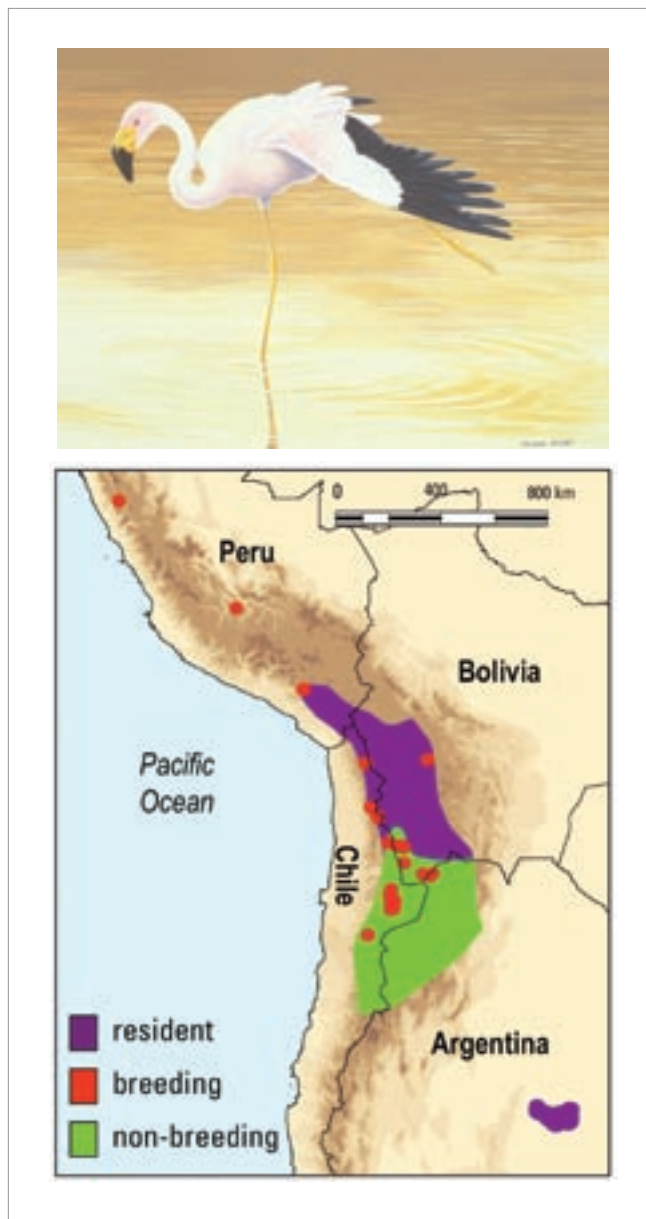 0 400 800 km
Peru
Bolivia
Pacific
Ocean
Chile
resident
breeding
non-breeding
Argentina